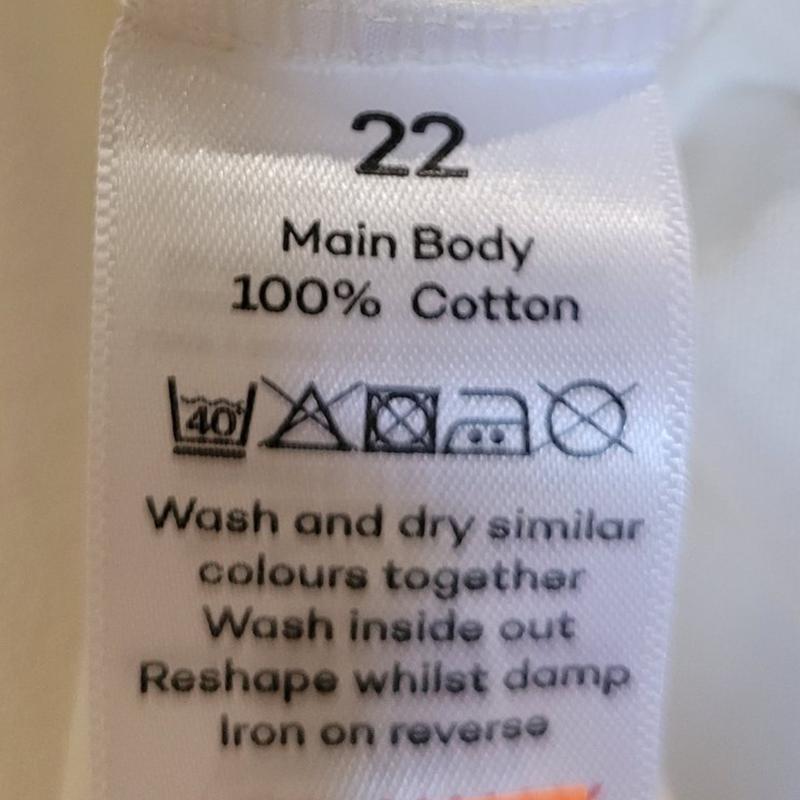 22
Main Body
100% Cotton
40
Wash and dry similar
colours together
Wash inside out
Reshape whilst damp
Iron on reverse